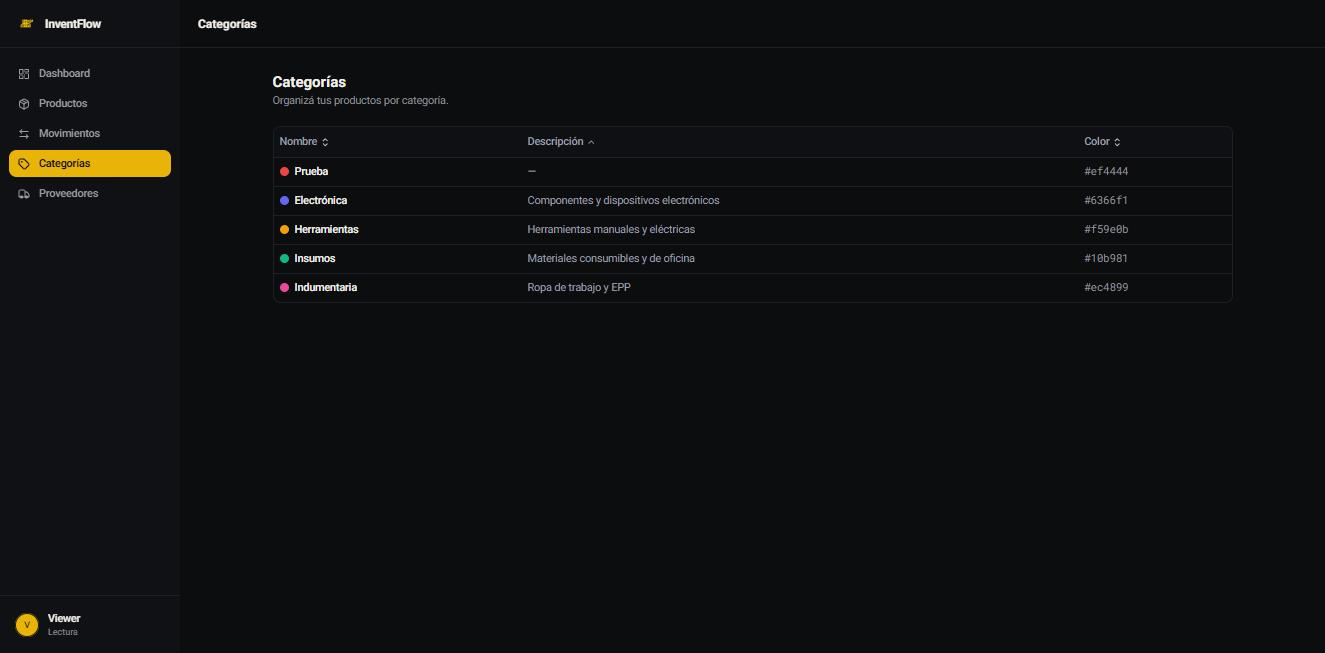 InventFlow
Categorías
Dashboard
Productos
Movimientos
Categorías
Proveedores
Categorías
Organizá tus productos por categoría.
Nombre Descripción Color
Prueba — #ef4444
Electrónica Componentes y dispositivos electrónicos #6366f1
Herramientas Herramientas manuales y eléctricas #f59e0b
Insumos Materiales consumibles y de oficina #10b981
Indumentaria Ropa de trabajo y EPP #ec4899
V
Viewer
Lectura